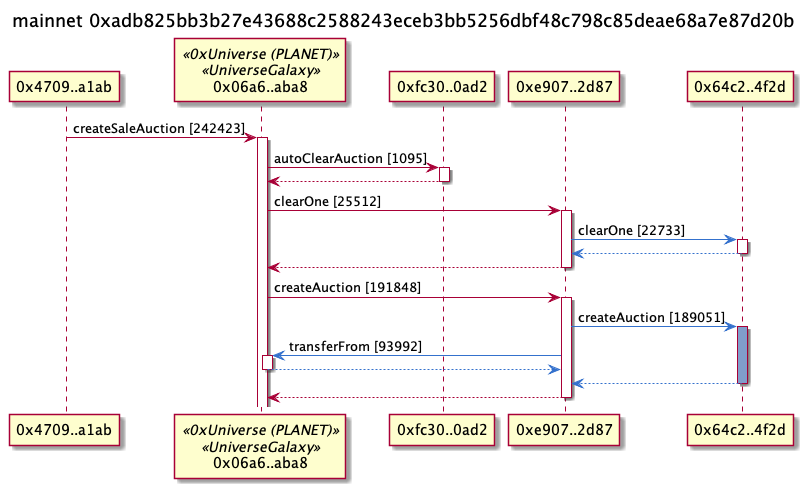 mainnet 0xadb825bb3b27e43688c2588243eceb3bb5256dbf48c798c85deae68a7e87d20b
«0xUniverse (PLANET)»
«UniverseGalaxy»
0x4709..a1ab 0x06a6..aba8 0xfc30..0ad2 0xe907..2d87 0x64c2..4f2d
createSaleAuction [242423]
autoClearAuction [1095]
clearOne [25512]
clearOne [22733]
createAuction [191848]
createAuction [189051]
transferFrom [93992]
«0xUniverse (PLANET)»
0x4709..a1ab «UniverseGalaxy» 0xfc30..0ad2 0xe907..2d87 0x64c2..4f2d
0x06a6..aba8